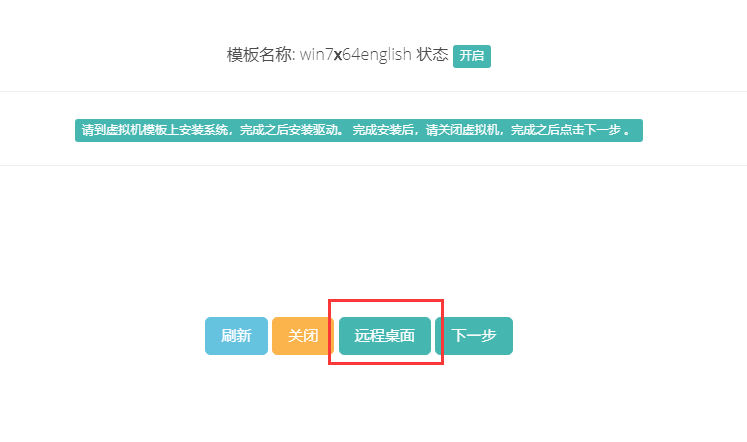 模板名称: win7x64english 状态 开启
请到虚拟机模板上安装系统，完成之后安装驱动。 完成安装后，请关闭虚拟机，完成之后点击下一步 。
刷新 关闭 远程桌面 下一步